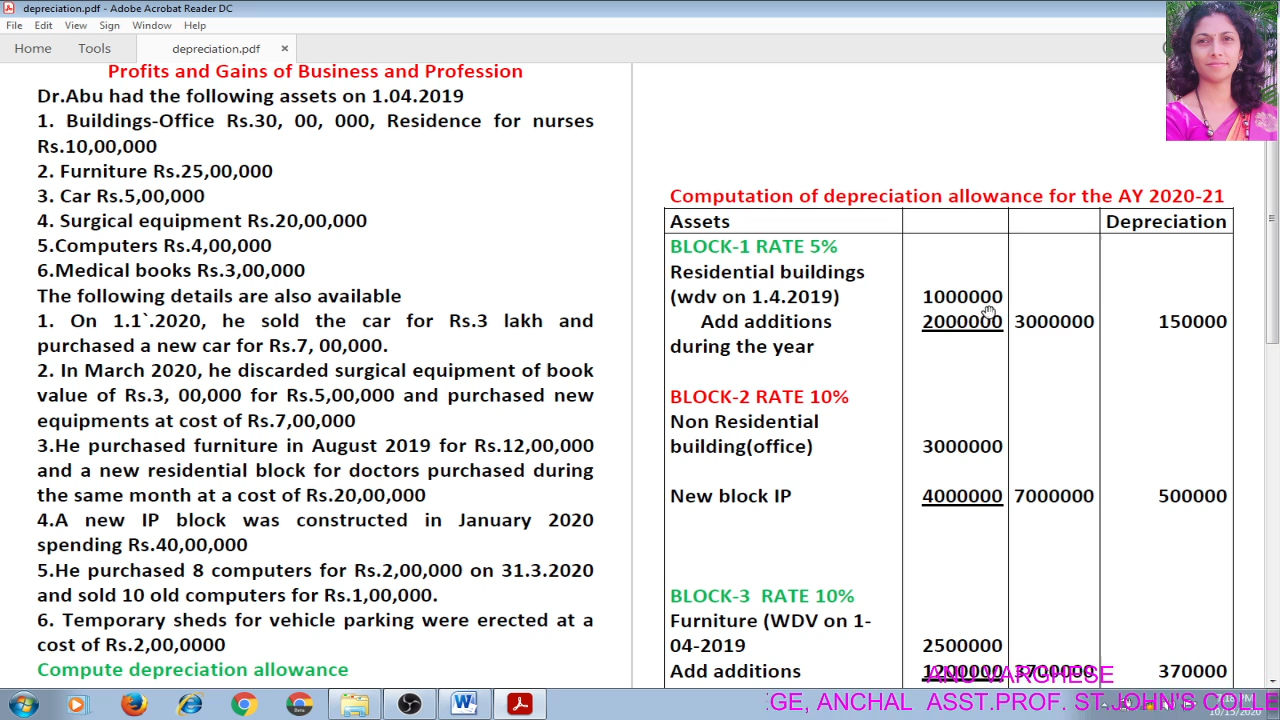 depreciation.pdf - Adobe Acrobat Reader DC
File Edit View Sign Window Help
Home Tools depreciation.pdf ×
Profits and Gains of Business and Profession
Dr.Abu had the following assets on 1.04.2019
1. Buildings-Office Rs.30, 00, 000, Residence for nurses
Rs.10,00,000
2. Furniture Rs.25,00,000
3. Car Rs.5,00,000
4. Surgical equipment Rs.20,00,000
5.Computers Rs.4,00,000
6.Medical books Rs.3,00,000
The following details are also available
1. On 1.1`.2020, he sold the car for Rs.3 lakh and
purchased a new car for Rs.7, 00,000.
2. In March 2020, he discarded surgical equipment of book
value of Rs.3, 00,000 for Rs.5,00,000 and purchased new
equipments at cost of Rs.7,00,000
3.He purchased furniture in August 2019 for Rs.12,00,000
and a new residential block for doctors purchased during
the same month at a cost of Rs.20,00,000
4.A new IP block was constructed in January 2020
spending Rs.40,00,000
5.He purchased 8 computers for Rs.2,00,000 on 31.3.2020
and sold 10 old computers for Rs.1,00,000.
6. Temporary sheds for vehicle parking were erected at a
cost of Rs.2,00,0000
Compute depreciation allowance
Computation of depreciation allowance for the AY 2020-21
Assets Depreciation
BLOCK-1 RATE 5%
Residential buildings
(wdv on 1.4.2019) 1000000
Add additions 2000000 3000000 150000
during the year
BLOCK-2 RATE 10%
Non Residential
building(office) 3000000
New block IP 4000000 7000000 500000
BLOCK-3 RATE 10%
Furniture (WDV on 1-
04-2019 2500000
Add additions 1200000 3700000 370000
ANU VARGHESE
GE, ANCHAL ASST.PROF. ST.JOHN'S COLLE
10/15/2020